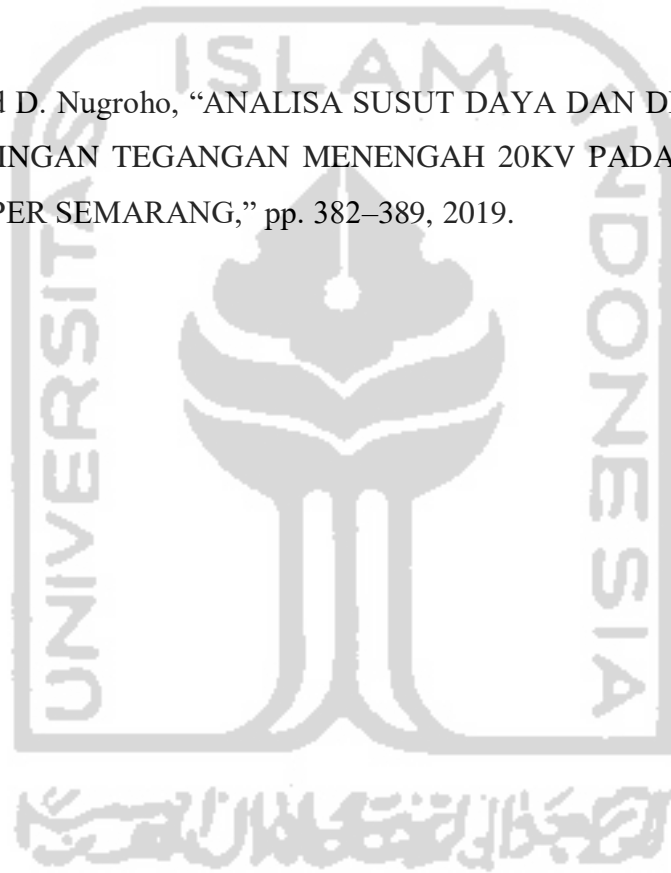 d D. Nugroho, “ANALISA SUSUT DAYA DAN D
INGAN TEGANGAN MENENGAH 20KV PADA
PER SEMARANG,” pp. 382–389, 2019.
ISLAM
UNIVERSITAS
INDONESIA